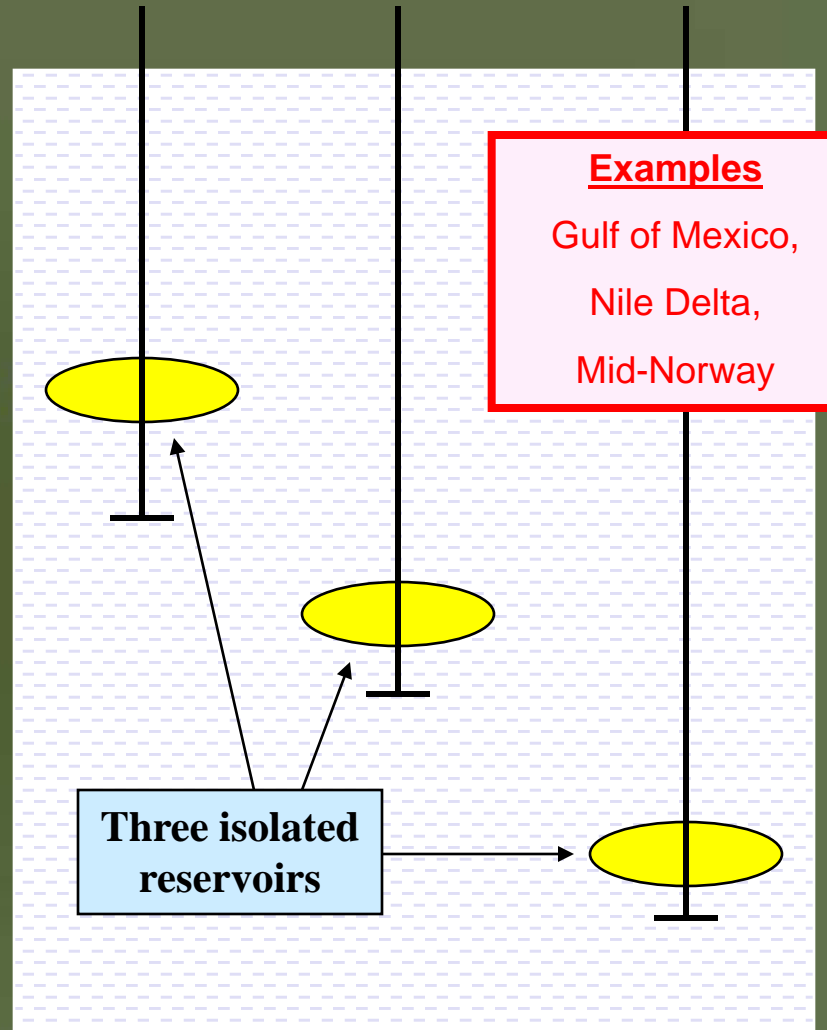 Examples
Gulf of Mexico,
Nile Delta,
Mid-Norway
Three isolated
reservoirs